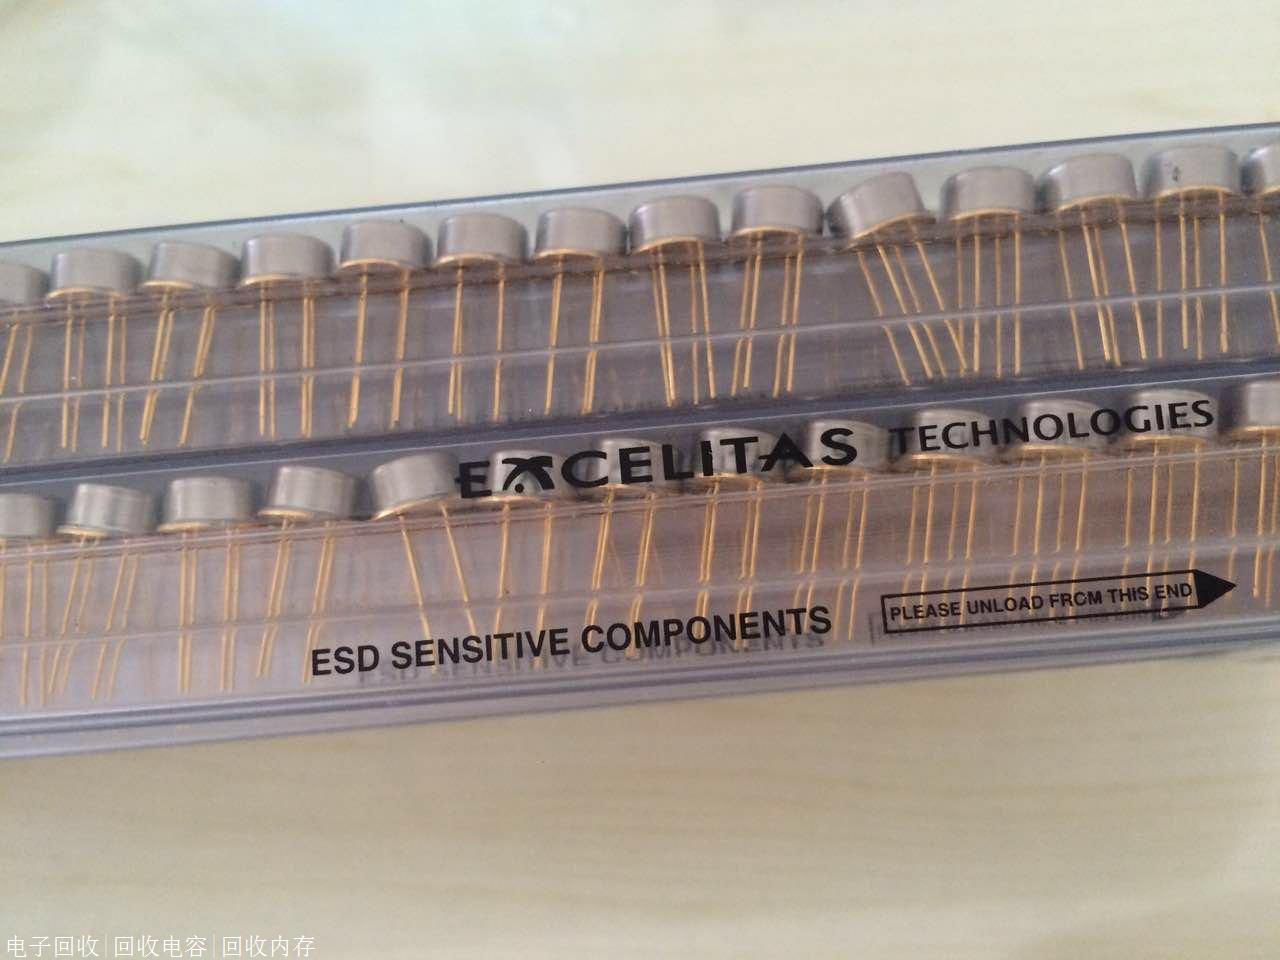 EXCELITAS TECHNOLOGIES
ESD SENSITIVE COMPONENTS
PLEASE UNLOAD FROM THIS END
电子回收|回收电容|回收内存